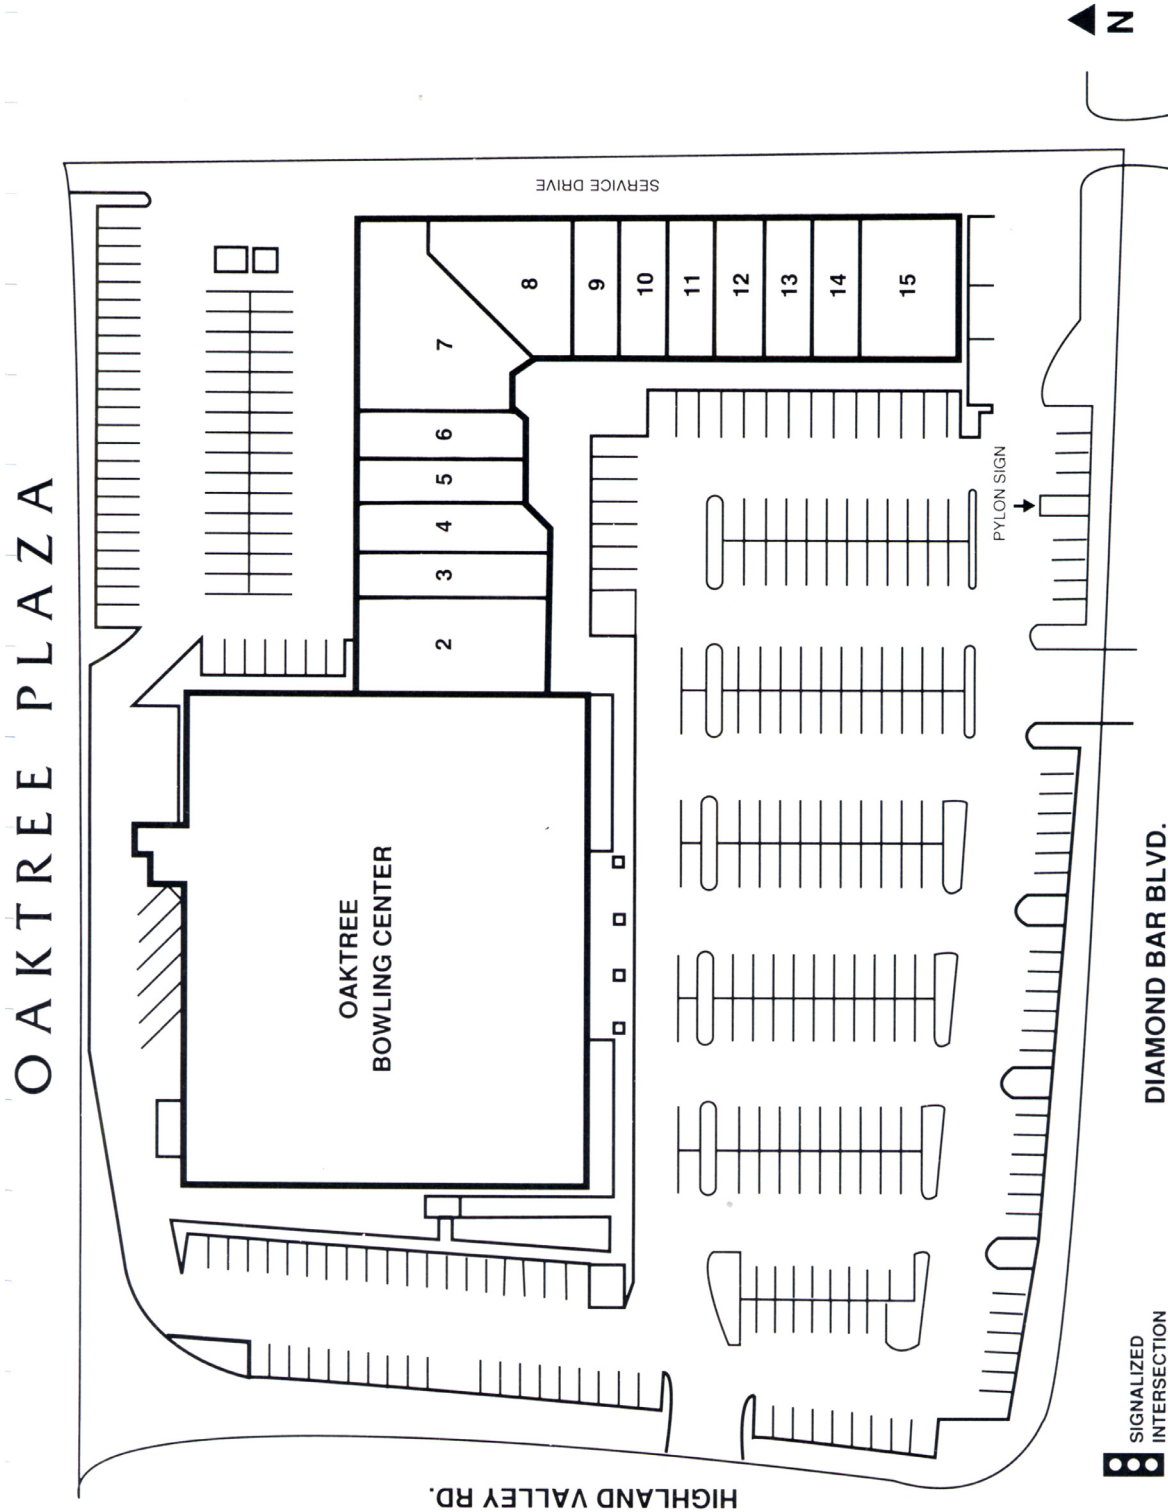 OAKTREE PLAZA
N
SERVICE DRIVE
OAKTREE
BOWLING CENTER
2
3
4
5
6
7
8
9
10
11
12
13
14
15
PYLON SIGN
HIGHLAND VALLEY RD.
DIAMOND BAR BLVD.
SIGNALIZED
INTERSECTION